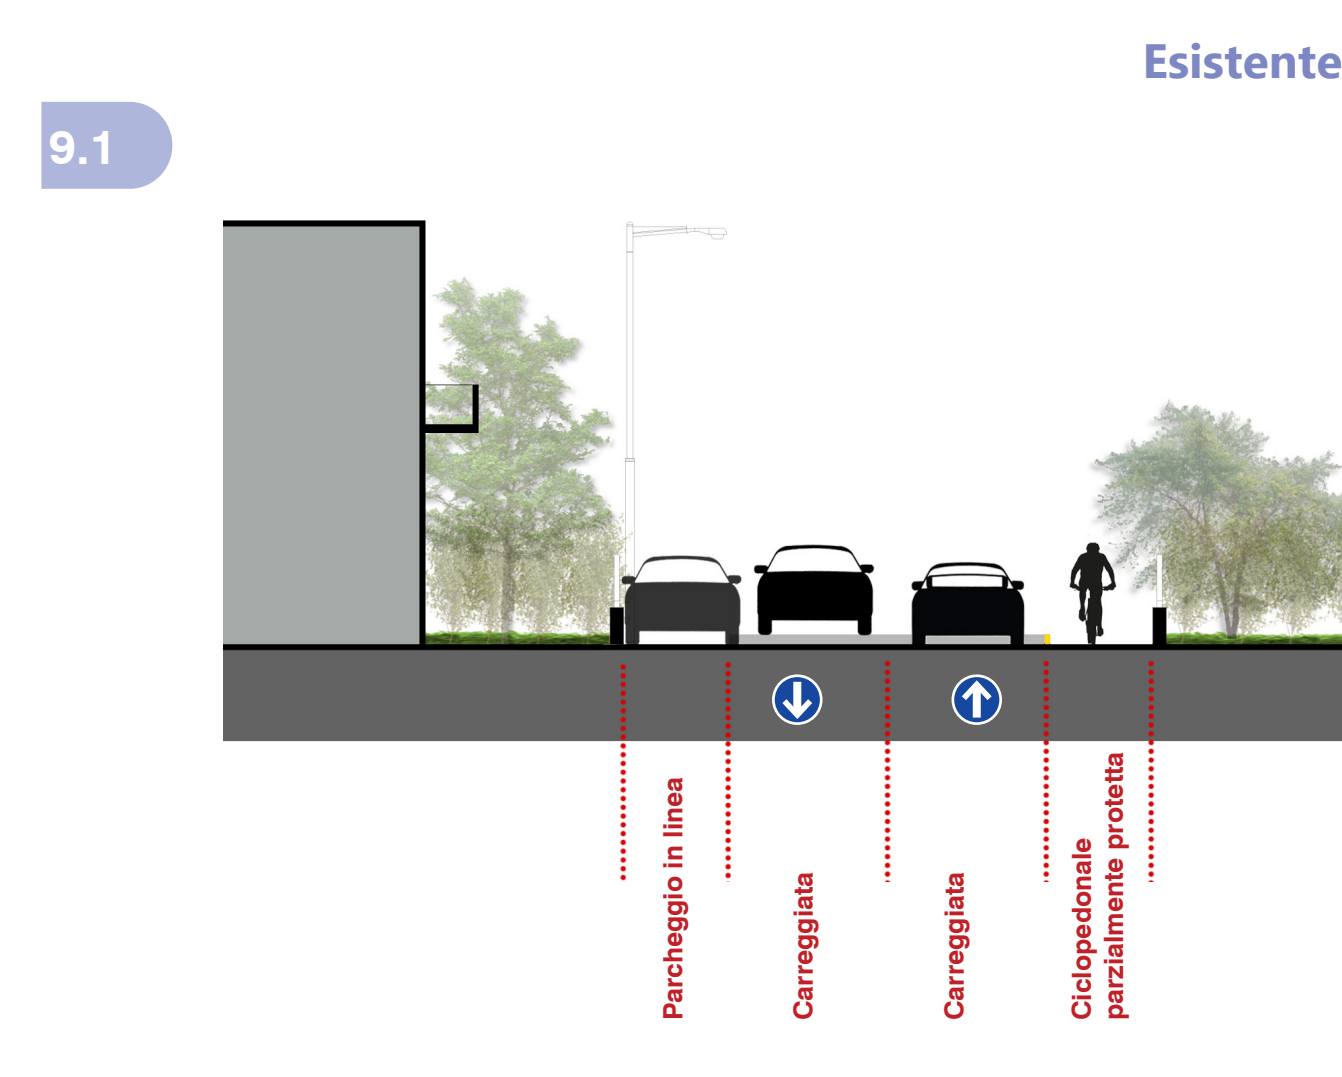 Esistente
9.1
Parcheggio in linea
Carreggiata
Carreggiata
Ciclopedonale
parzialmente protetta